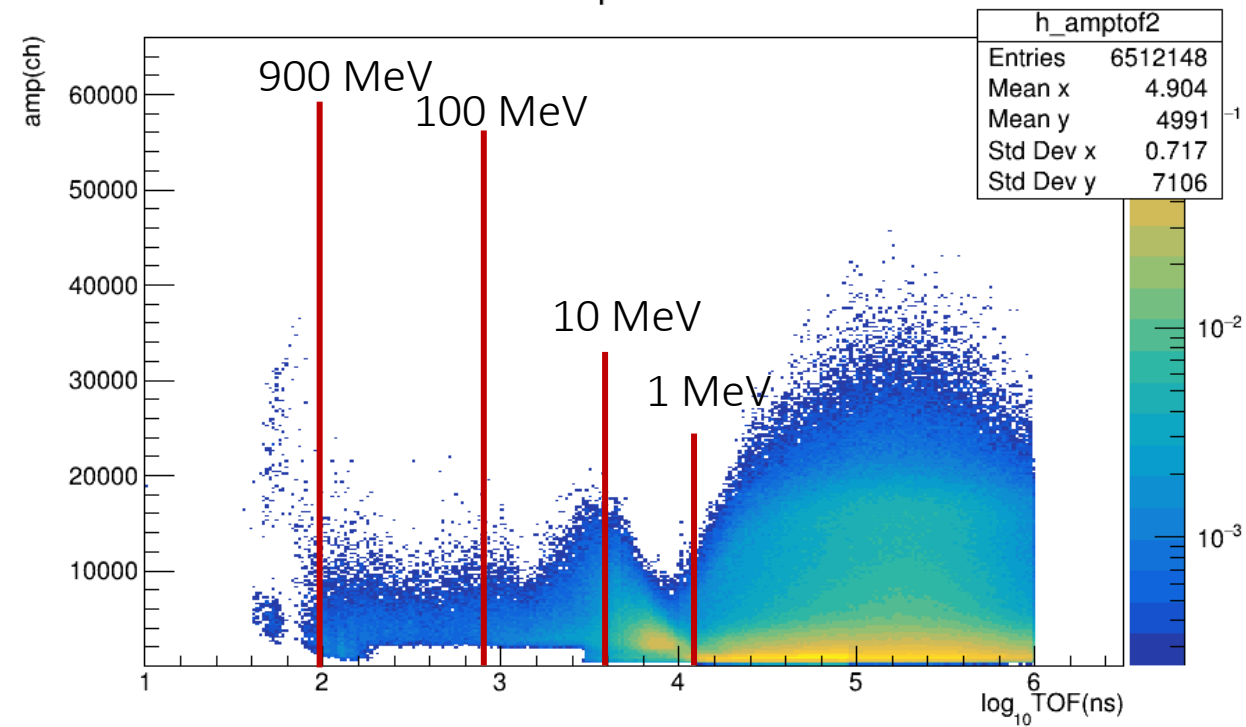 h_amptof2
Entries 6512148
Mean x 4.904
Mean y 4991
Std Dev x 0.717
Std Dev y 7106
amp(ch)
900 MeV
100 MeV
10 MeV
1 MeV
60000
50000
40000
30000
20000
10000
1 2 3 4 5 6
log₁₀TOF(ns)
−1
10⁻²
10⁻³